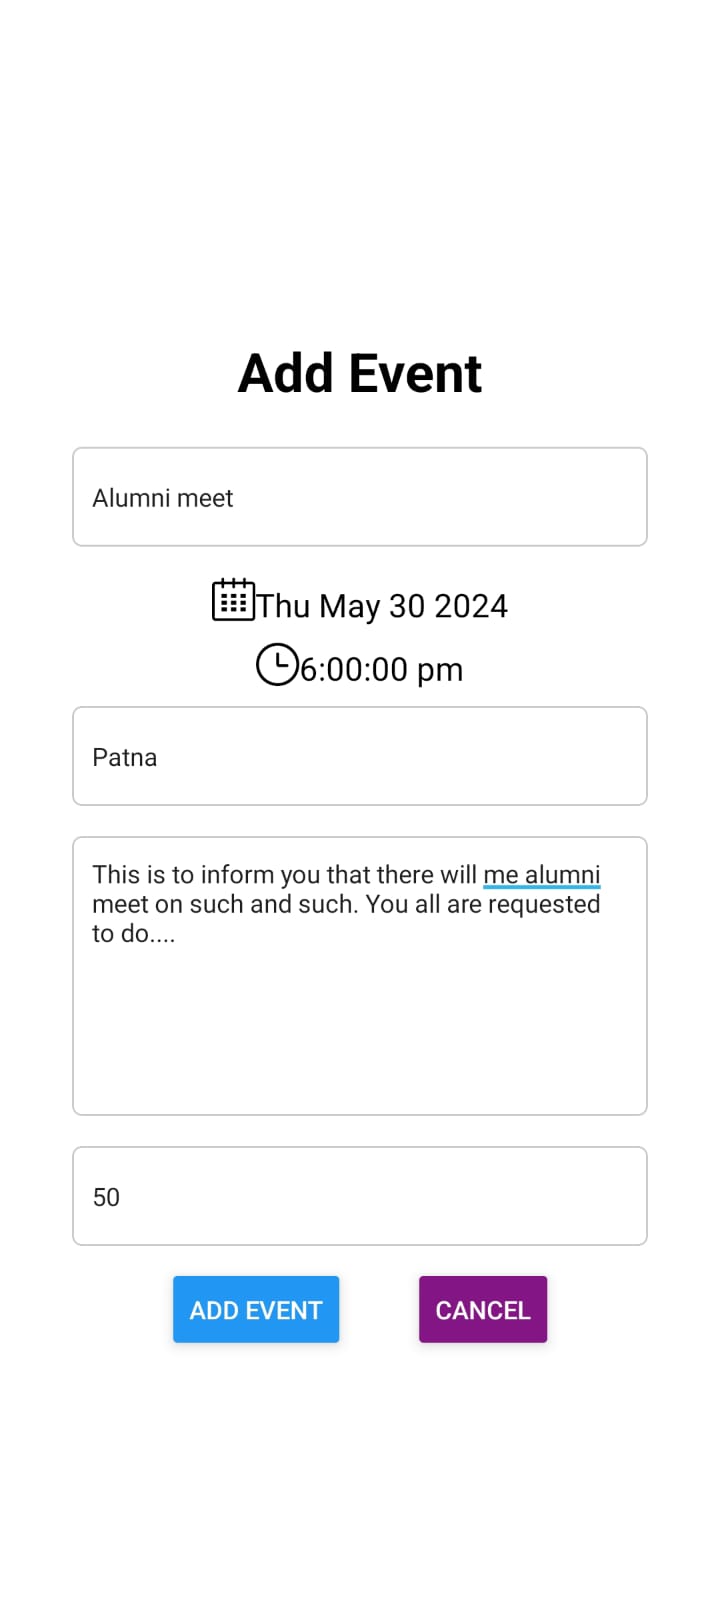 Add Event
Alumni meet
Thu May 30 2024
6:00:00 pm
Patna
This is to inform you that there will me alumni
meet on such and such. You all are requested
to do....
50
ADD EVENT
CANCEL